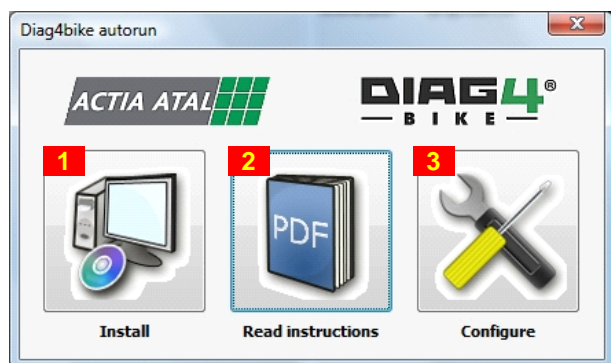 Diag4bike autorun
ACTIA ATAL
DIAG4®
BIKE
1
2
3
PDF
Install
Read instructions
Configure